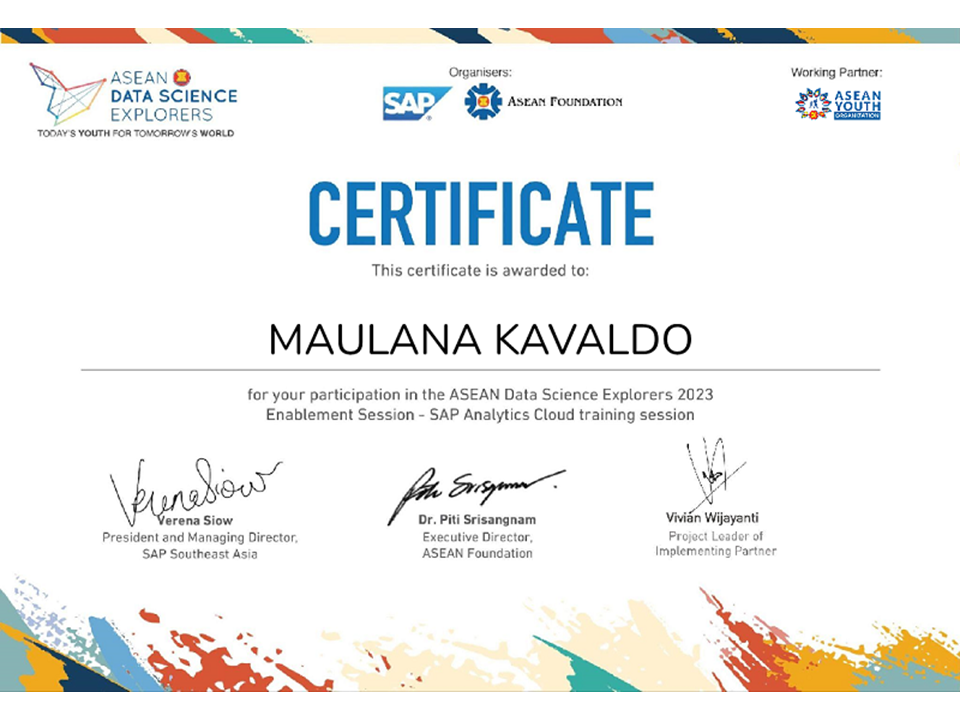 ASEAN
DATA SCIENCE
EXPLORERS
TODAY'S YOUTH FOR TOMORROW'S WORLD
Organisers:
SAP
ASEAN FOUNDATION
Working Partner:
ASEAN
YOUTH
ORGANIZATION
CERTIFICATE
This certificate is awarded to:
MAULANA KAVALDO
for your participation in the ASEAN Data Science Explorers 2023
Enablement Session - SAP Analytics Cloud training session
Verena Siow
Verena Siow
President and Managing Director,
SAP Southeast Asia
Dr. Piti Srisangnam
Executive Director,
ASEAN Foundation
Vivian Wijayanti
Project Leader of
Implementing Partner